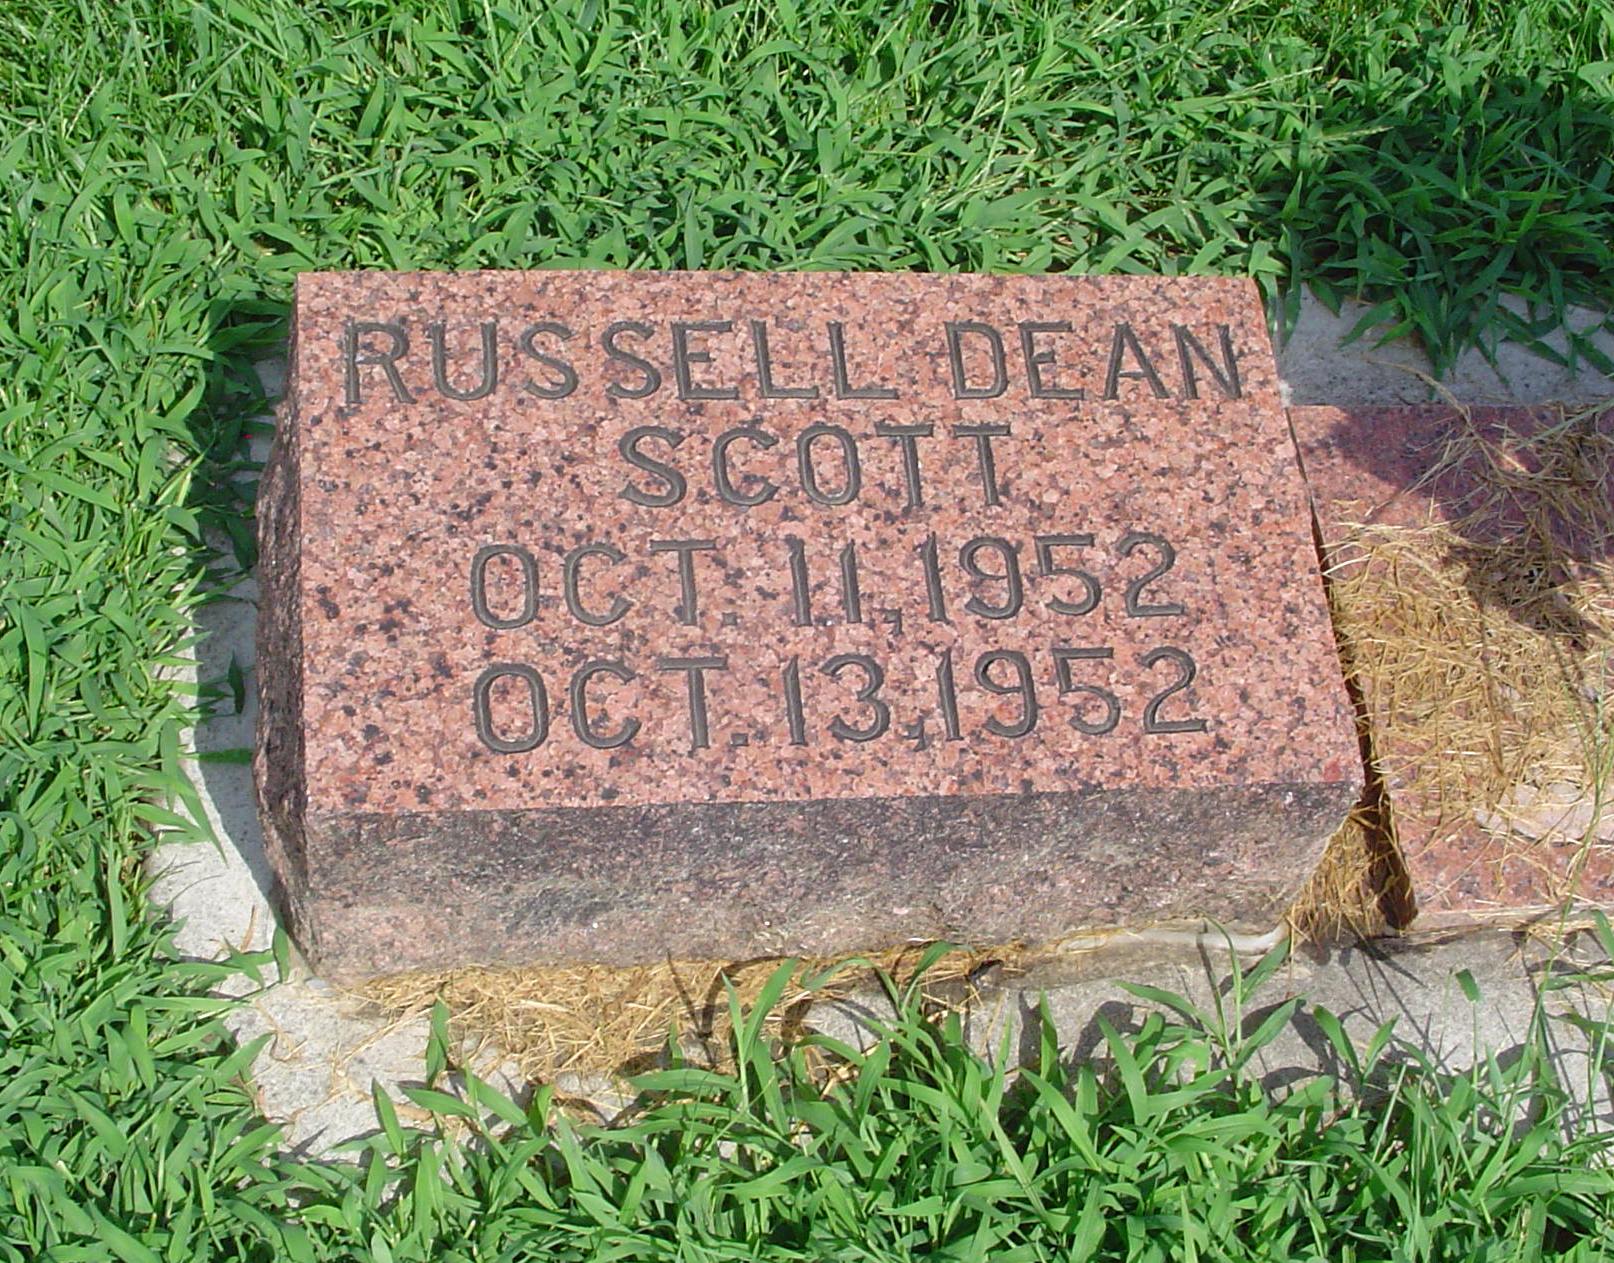 RUSSELL DEAN
SCOTT
OCT. 11, 1952
OCT. 13, 1952